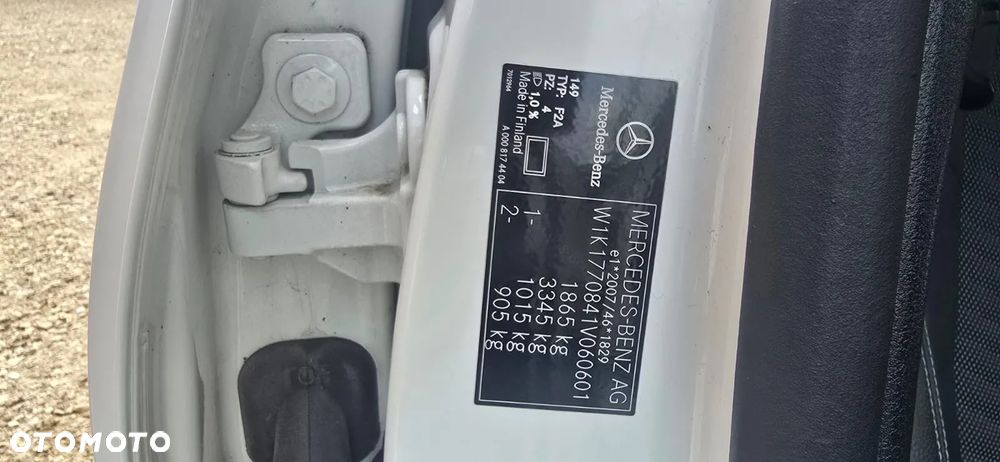 MERCEDES-BENZ AG
e1*2007/46*1829
W1K1770841V060601
1865 kg
3345 kg
1- 1015 kg
2- 905 kg
Mercedes-Benz
149
TYP: F2A
PZ: 4
1,0 %
Made in Finland
A 000 817 44 04
7012964
OTOMOTO